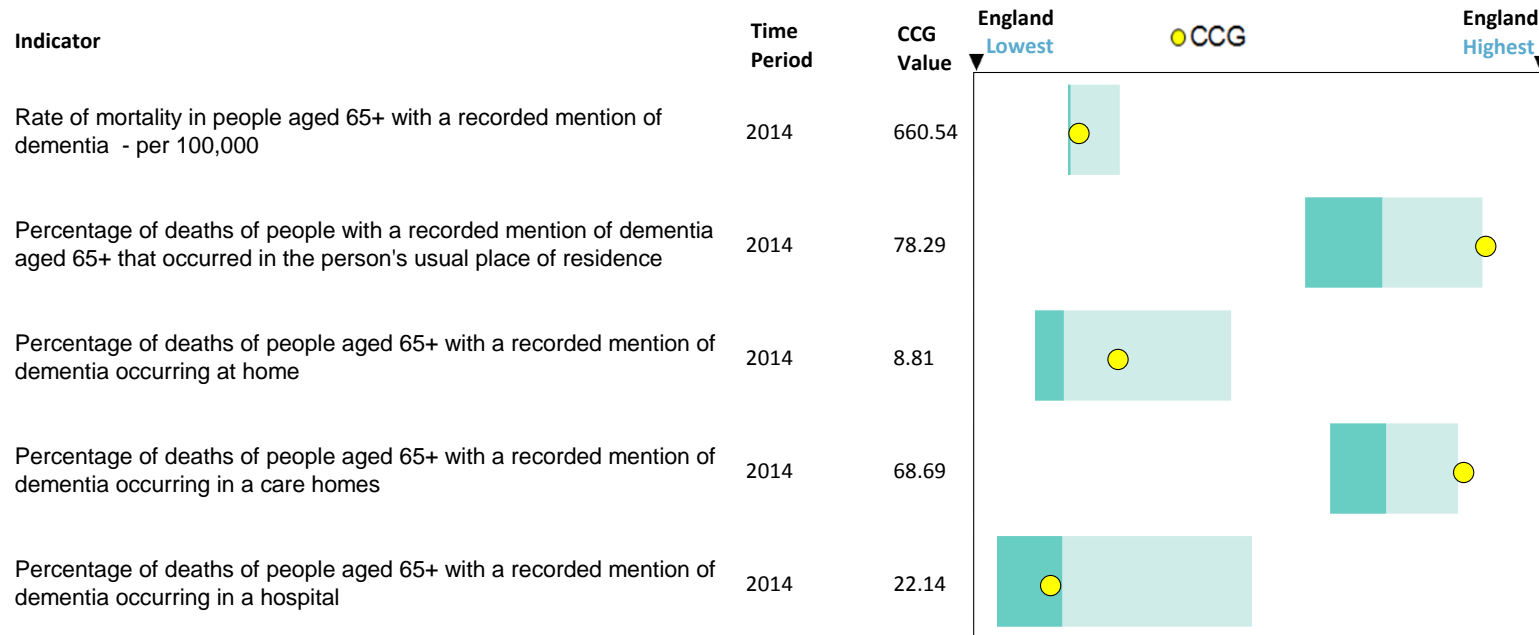 Indicator
Time Period
CCG Value
England Lowest
CCG
England Highest
Rate of mortality in people aged 65+ with a recorded mention of
dementia - per 100,000
2014
660.54
Percentage of deaths of people with a recorded mention of dementia
aged 65+ that occurred in the person's usual place of residence
2014
78.29
Percentage of deaths of people aged 65+ with a recorded mention of
dementia occurring at home
2014
8.81
Percentage of deaths of people aged 65+ with a recorded mention of
dementia occurring in a care homes
2014
68.69
Percentage of deaths of people aged 65+ with a recorded mention of
dementia occurring in a hospital
2014
22.14